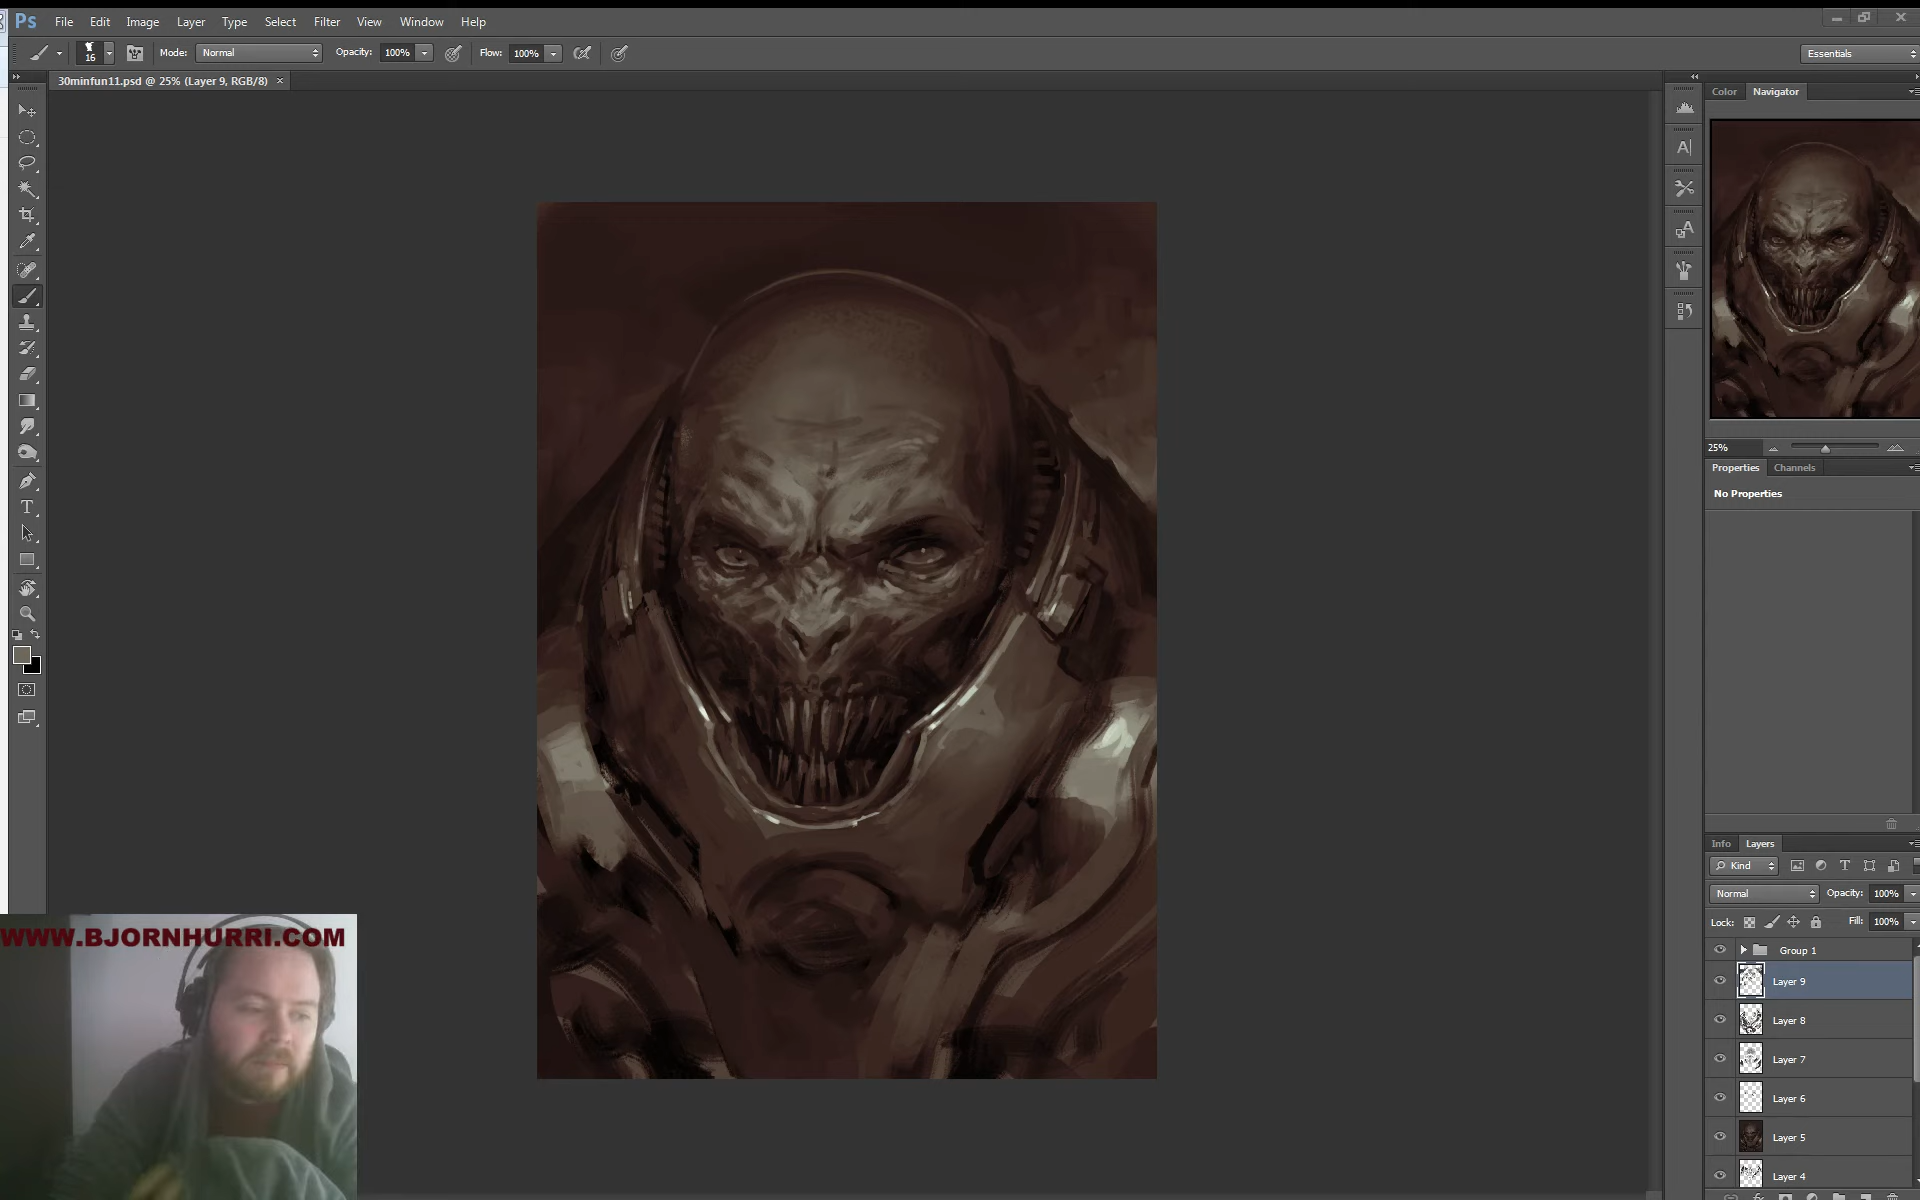 Ps File Edit Image Layer Type Select Filter View Window Help
16 Mode: Normal Opacity: 100% Flow: 100% Essentials
30minfun11.psd @ 25% (Layer 9, RGB/8) ×
Color Navigator
25%
Properties Channels
No Properties
Info Layers
Kind
Normal Opacity: 100%
Lock: Fill: 100%
Group 1
Layer 9
Layer 8
Layer 7
Layer 6
Layer 5
Layer 4
WWW.BJORNHURRI.COM